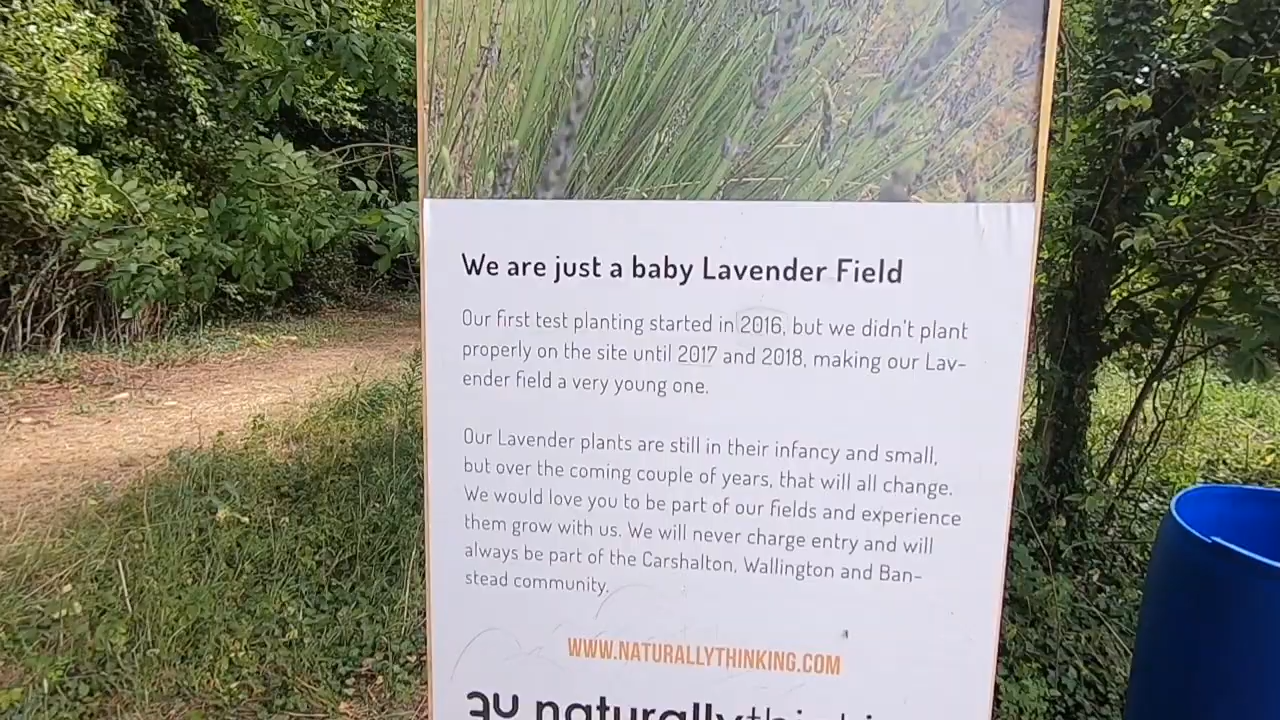 We are just a baby Lavender Field
Our first test planting started in 2016, but we didn't plant
properly on the site until 2017 and 2018, making our Lav-
ender field a very young one.
Our Lavender plants are still in their infancy and small,
but over the coming couple of years, that will all change.
We would love you to be part of our fields and experience
them grow with us. We will never charge entry and will
always be part of the Carshalton, Wallington and Ban-
stead community.
WWW.NATURALLYTHINKING.COM
naturallythinking